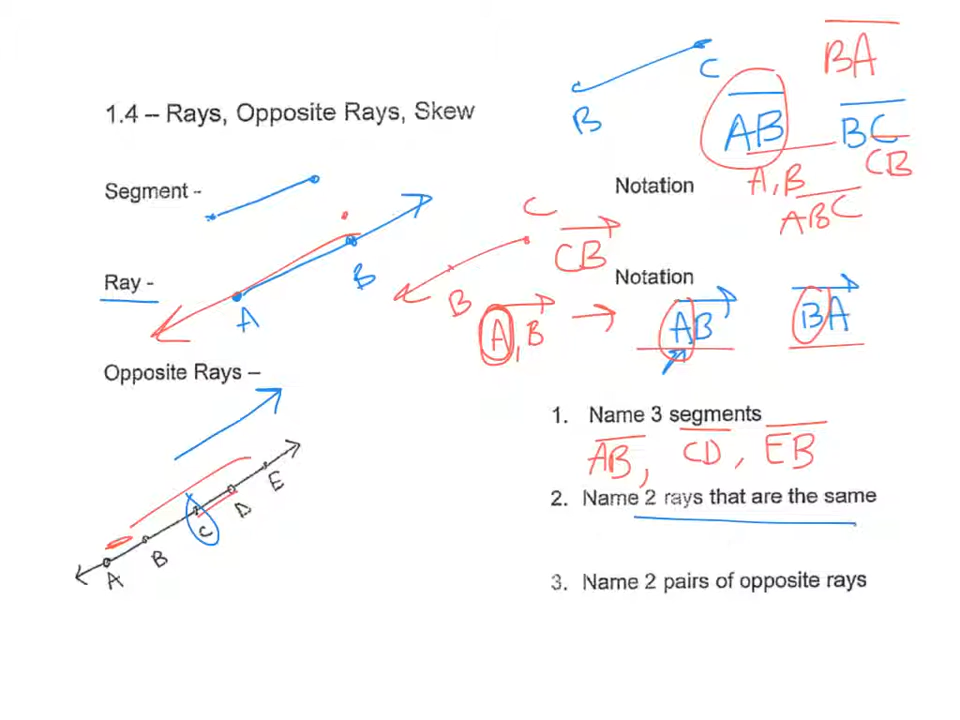 BA
C
1.4 – Rays, Opposite Rays, Skew
B
AB
BC
CB
Segment -
Notation
A,B
ABC
C
CB
Ray -
B
Notation
B
A
A, B → AB
BA
Opposite Rays –
1. Name 3 segments
AB, CD, EB
2. Name 2 rays that are the same
3. Name 2 pairs of opposite rays
A B C D E